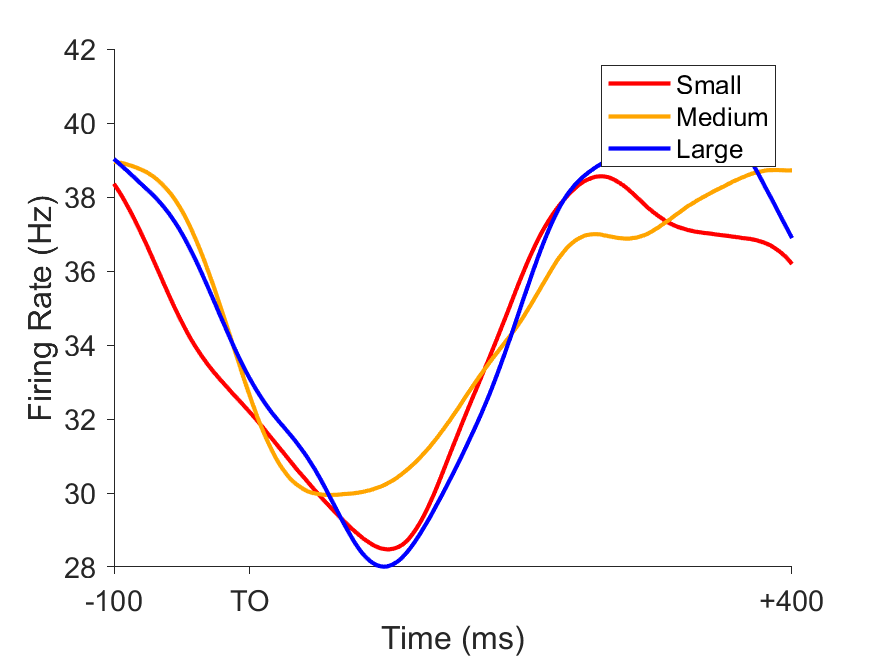 42
40
38
36
34
32
30
28
Firing Rate (Hz)
Small
Medium
Large
-100
TO
+400
Time (ms)